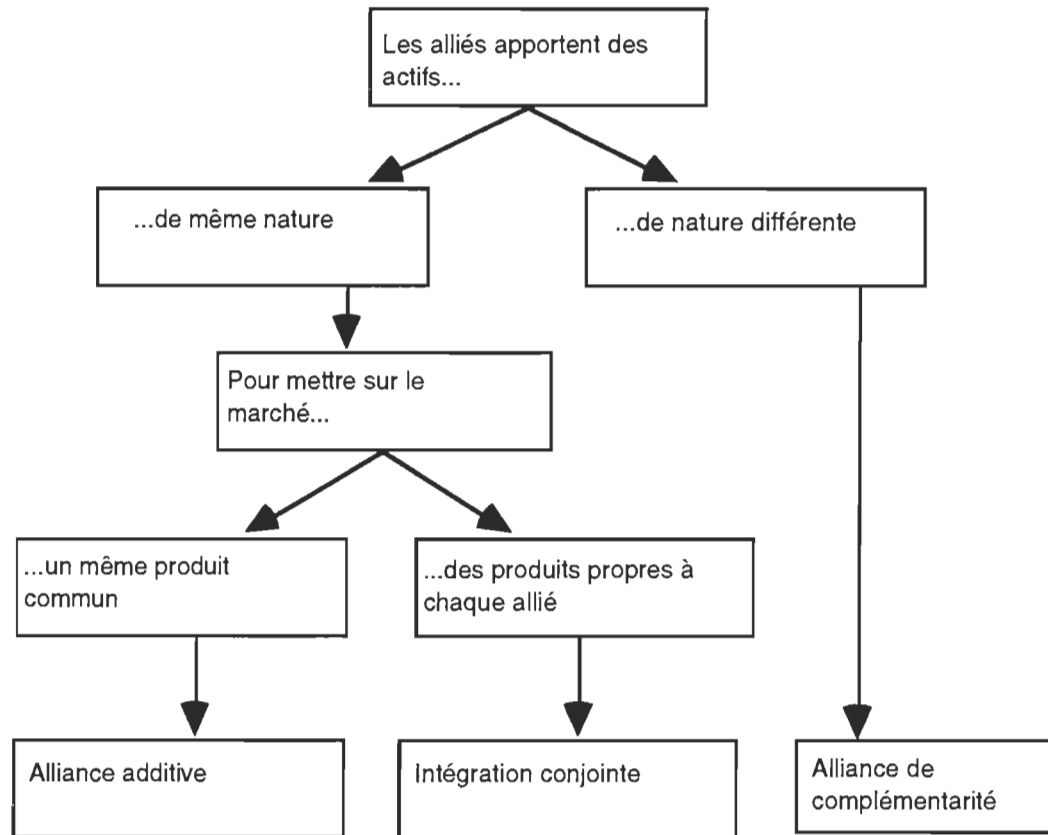 Les alliés apportent des
actifs...
...de même nature
...de nature différente
Pour mettre sur le
marché...
...un même produit
commun
...des produits propres à
chaque allié
Alliance additive
Intégration conjointe
Alliance de
complémentarité